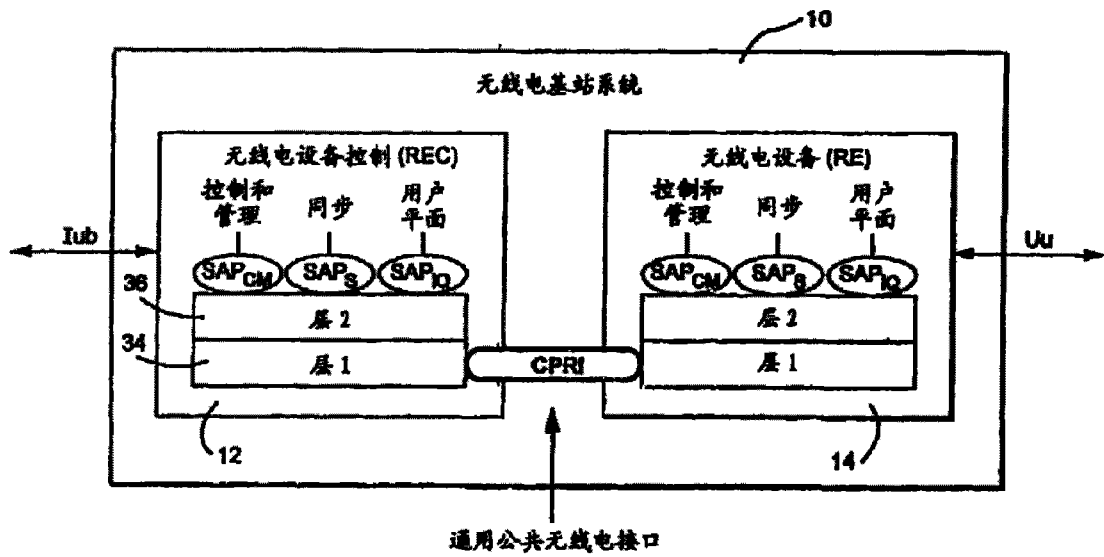 10
无线电基站系统
无线电设备控制 (REC)
控制和
管理
同步
用户
平面
SAPCM
SAPS
SAPIQ
层 2
层 1
36
34
12
Iub
CPRI
无线电设备 (RE)
控制和
管理
同步
用户
平面
SAPCM
SAPS
SAPIQ
层 2
层 1
14
Uu
通用公共无线电接口